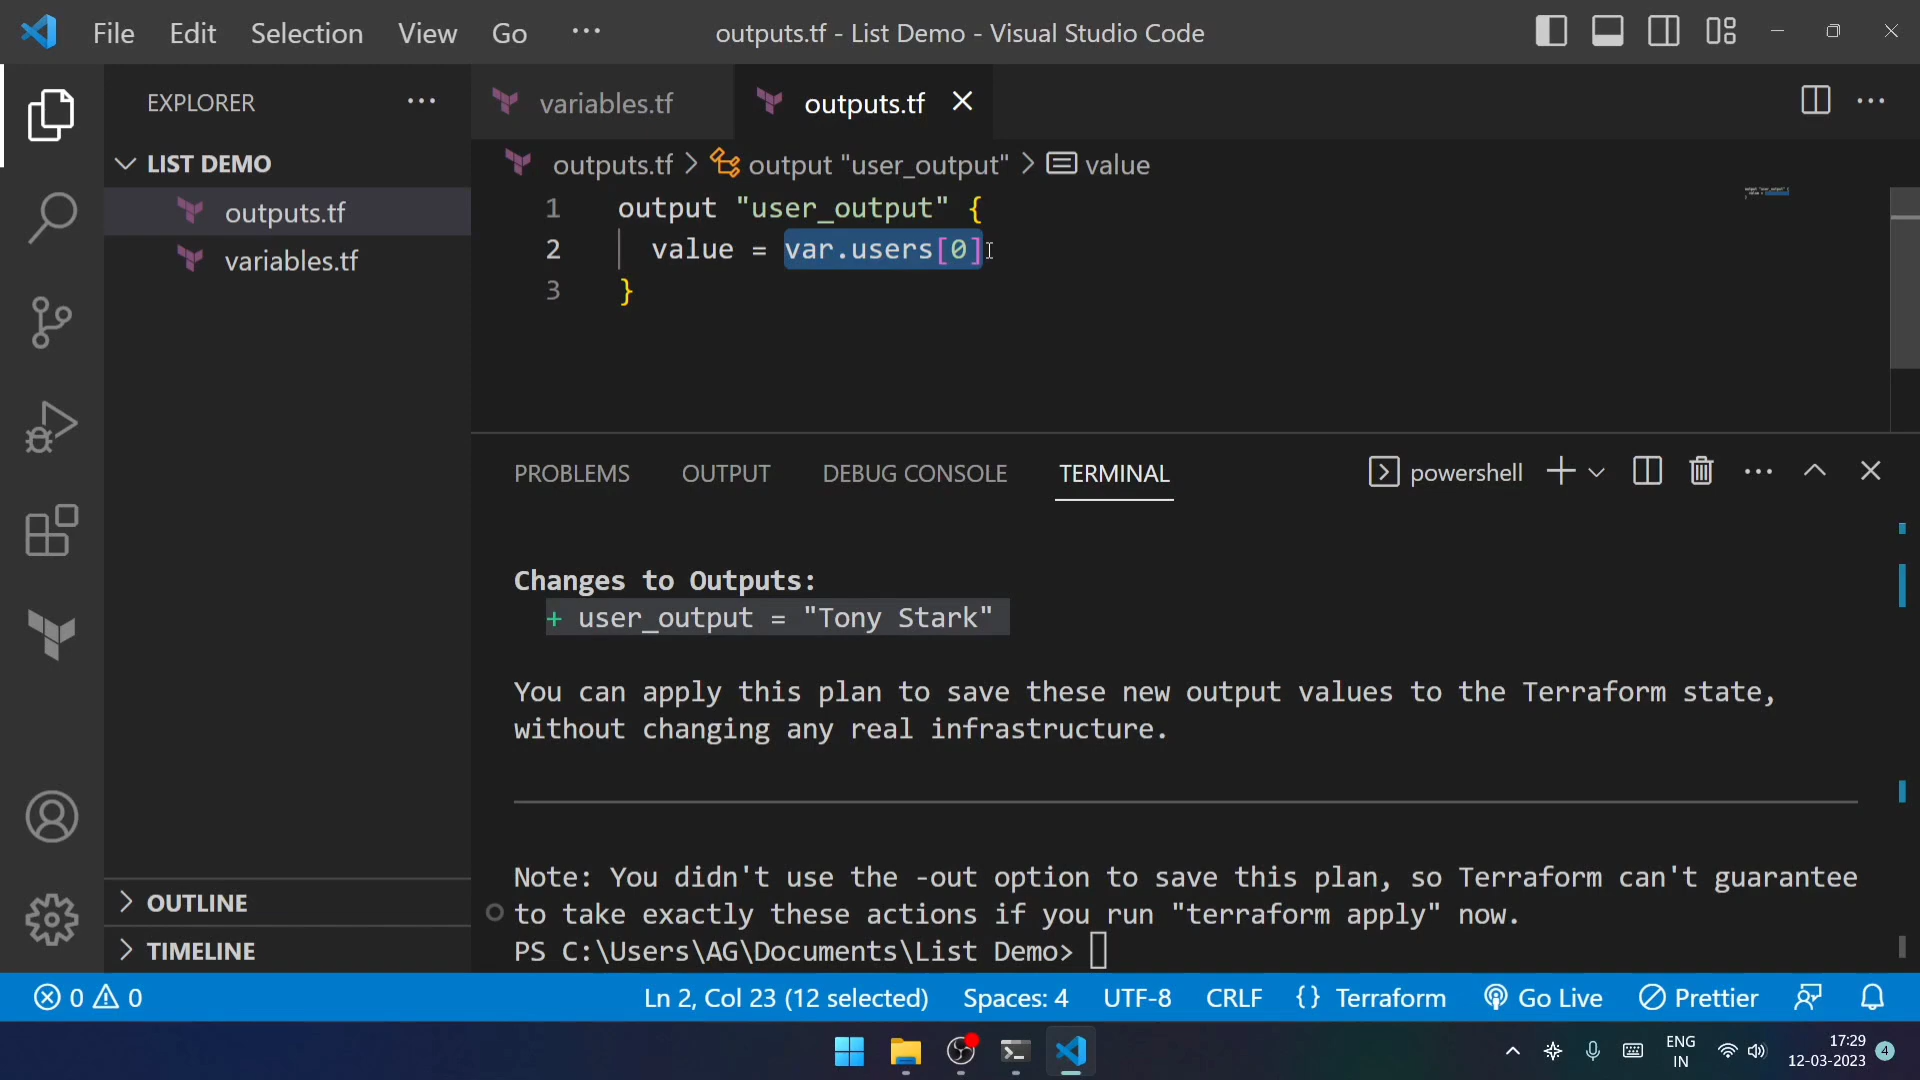 File Edit Selection View Go ···
outputs.tf - List Demo - Visual Studio Code
EXPLORER ···
variables.tf
outputs.tf
LIST DEMO
outputs.tf
variables.tf
outputs.tf > output "user_output" > value
1 output "user_output" {
2 value = var.users[0]
3 }
PROBLEMS OUTPUT DEBUG CONSOLE TERMINAL
powershell
Changes to Outputs:
+ user_output = "Tony Stark"
You can apply this plan to save these new output values to the Terraform state,
without changing any real infrastructure.
Note: You didn't use the -out option to save this plan, so Terraform can't guarantee
to take exactly these actions if you run "terraform apply" now.
PS C:\Users\AG\Documents\List Demo>
OUTLINE
TIMELINE
0 0 Ln 2, Col 23 (12 selected) Spaces: 4 UTF-8 CRLF {} Terraform Go Live Prettier
ENG
IN
17:29
12-03-2023
4